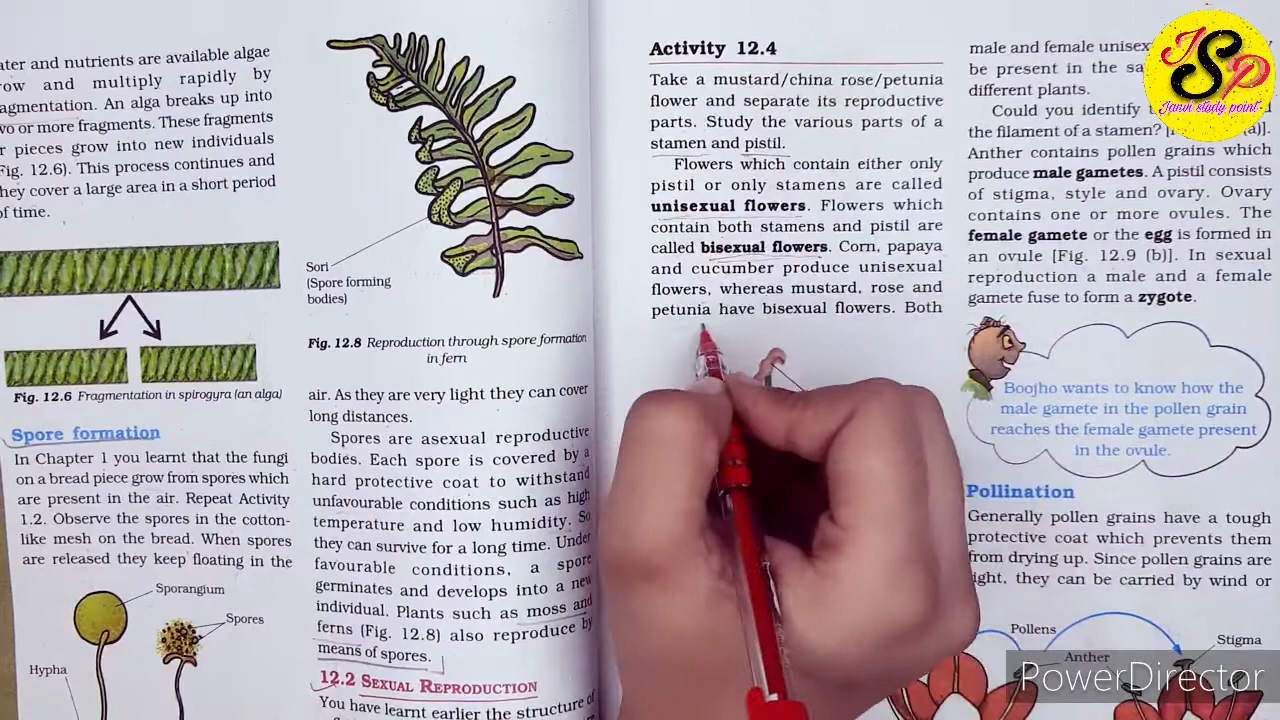 ater and nutrients are available algae
row and multiply rapidly by
agmentation. An alga breaks up into
wo or more fragments. These fragments
r pieces grow into new individuals
Fig. 12.6). This process continues and
hey cover a large area in a short period
of time.
Fig. 12.6 Fragmentation in spirogyra (an alga)
Spore formation
In Chapter 1 you learnt that the fungi
on a bread piece grow from spores which
are present in the air. Repeat Activity
1.2. Observe the spores in the cotton-
like mesh on the bread. When spores
are released they keep floating in the
Sporangium
Spores
Hypha
Sori
(Spore forming
bodies)
Fig. 12.8 Reproduction through spore formation
in fern
air. As they are very light they can cover
long distances.
Spores are asexual reproductive
bodies. Each spore is covered by a
hard protective coat to withstand
unfavourable conditions such as high
temperature and low humidity. So
they can survive for a long time. Under
favourable conditions, a spore
germinates and develops into a new
individual. Plants such as moss and
ferns (Fig. 12.8) also reproduce by
means of spores.
12.2 SEXUAL REPRODUCTION
You have learnt earlier the structure of
Activity 12.4
Take a mustard/china rose/petunia
flower and separate its reproductive
parts. Study the various parts of a
stamen and pistil.
Flowers which contain either only
pistil or only stamens are called
unisexual flowers. Flowers which
contain both stamens and pistil are
called bisexual flowers. Corn, papaya
and cucumber produce unisexual
flowers, whereas mustard, rose and
petunia have bisexual flowers. Both
male and female unisex
be present in the sa
different plants.
Could you identify
the filament of a stamen? (a)].
Anther contains pollen grains which
produce male gametes. A pistil consists
of stigma, style and ovary. Ovary
contains one or more ovules. The
female gamete or the egg is formed in
an ovule [Fig. 12.9 (b)]. In sexual
reproduction a male and a female
gamete fuse to form a zygote.
Boojho wants to know how the
male gamete in the pollen grain
reaches the female gamete present
in the ovule.
Pollination
Generally pollen grains have a tough
protective coat which prevents them
from drying up. Since pollen grains are
light, they can be carried by wind or
Pollens
Anther
Stigma
JSP
Janvi study point
PowerDirector